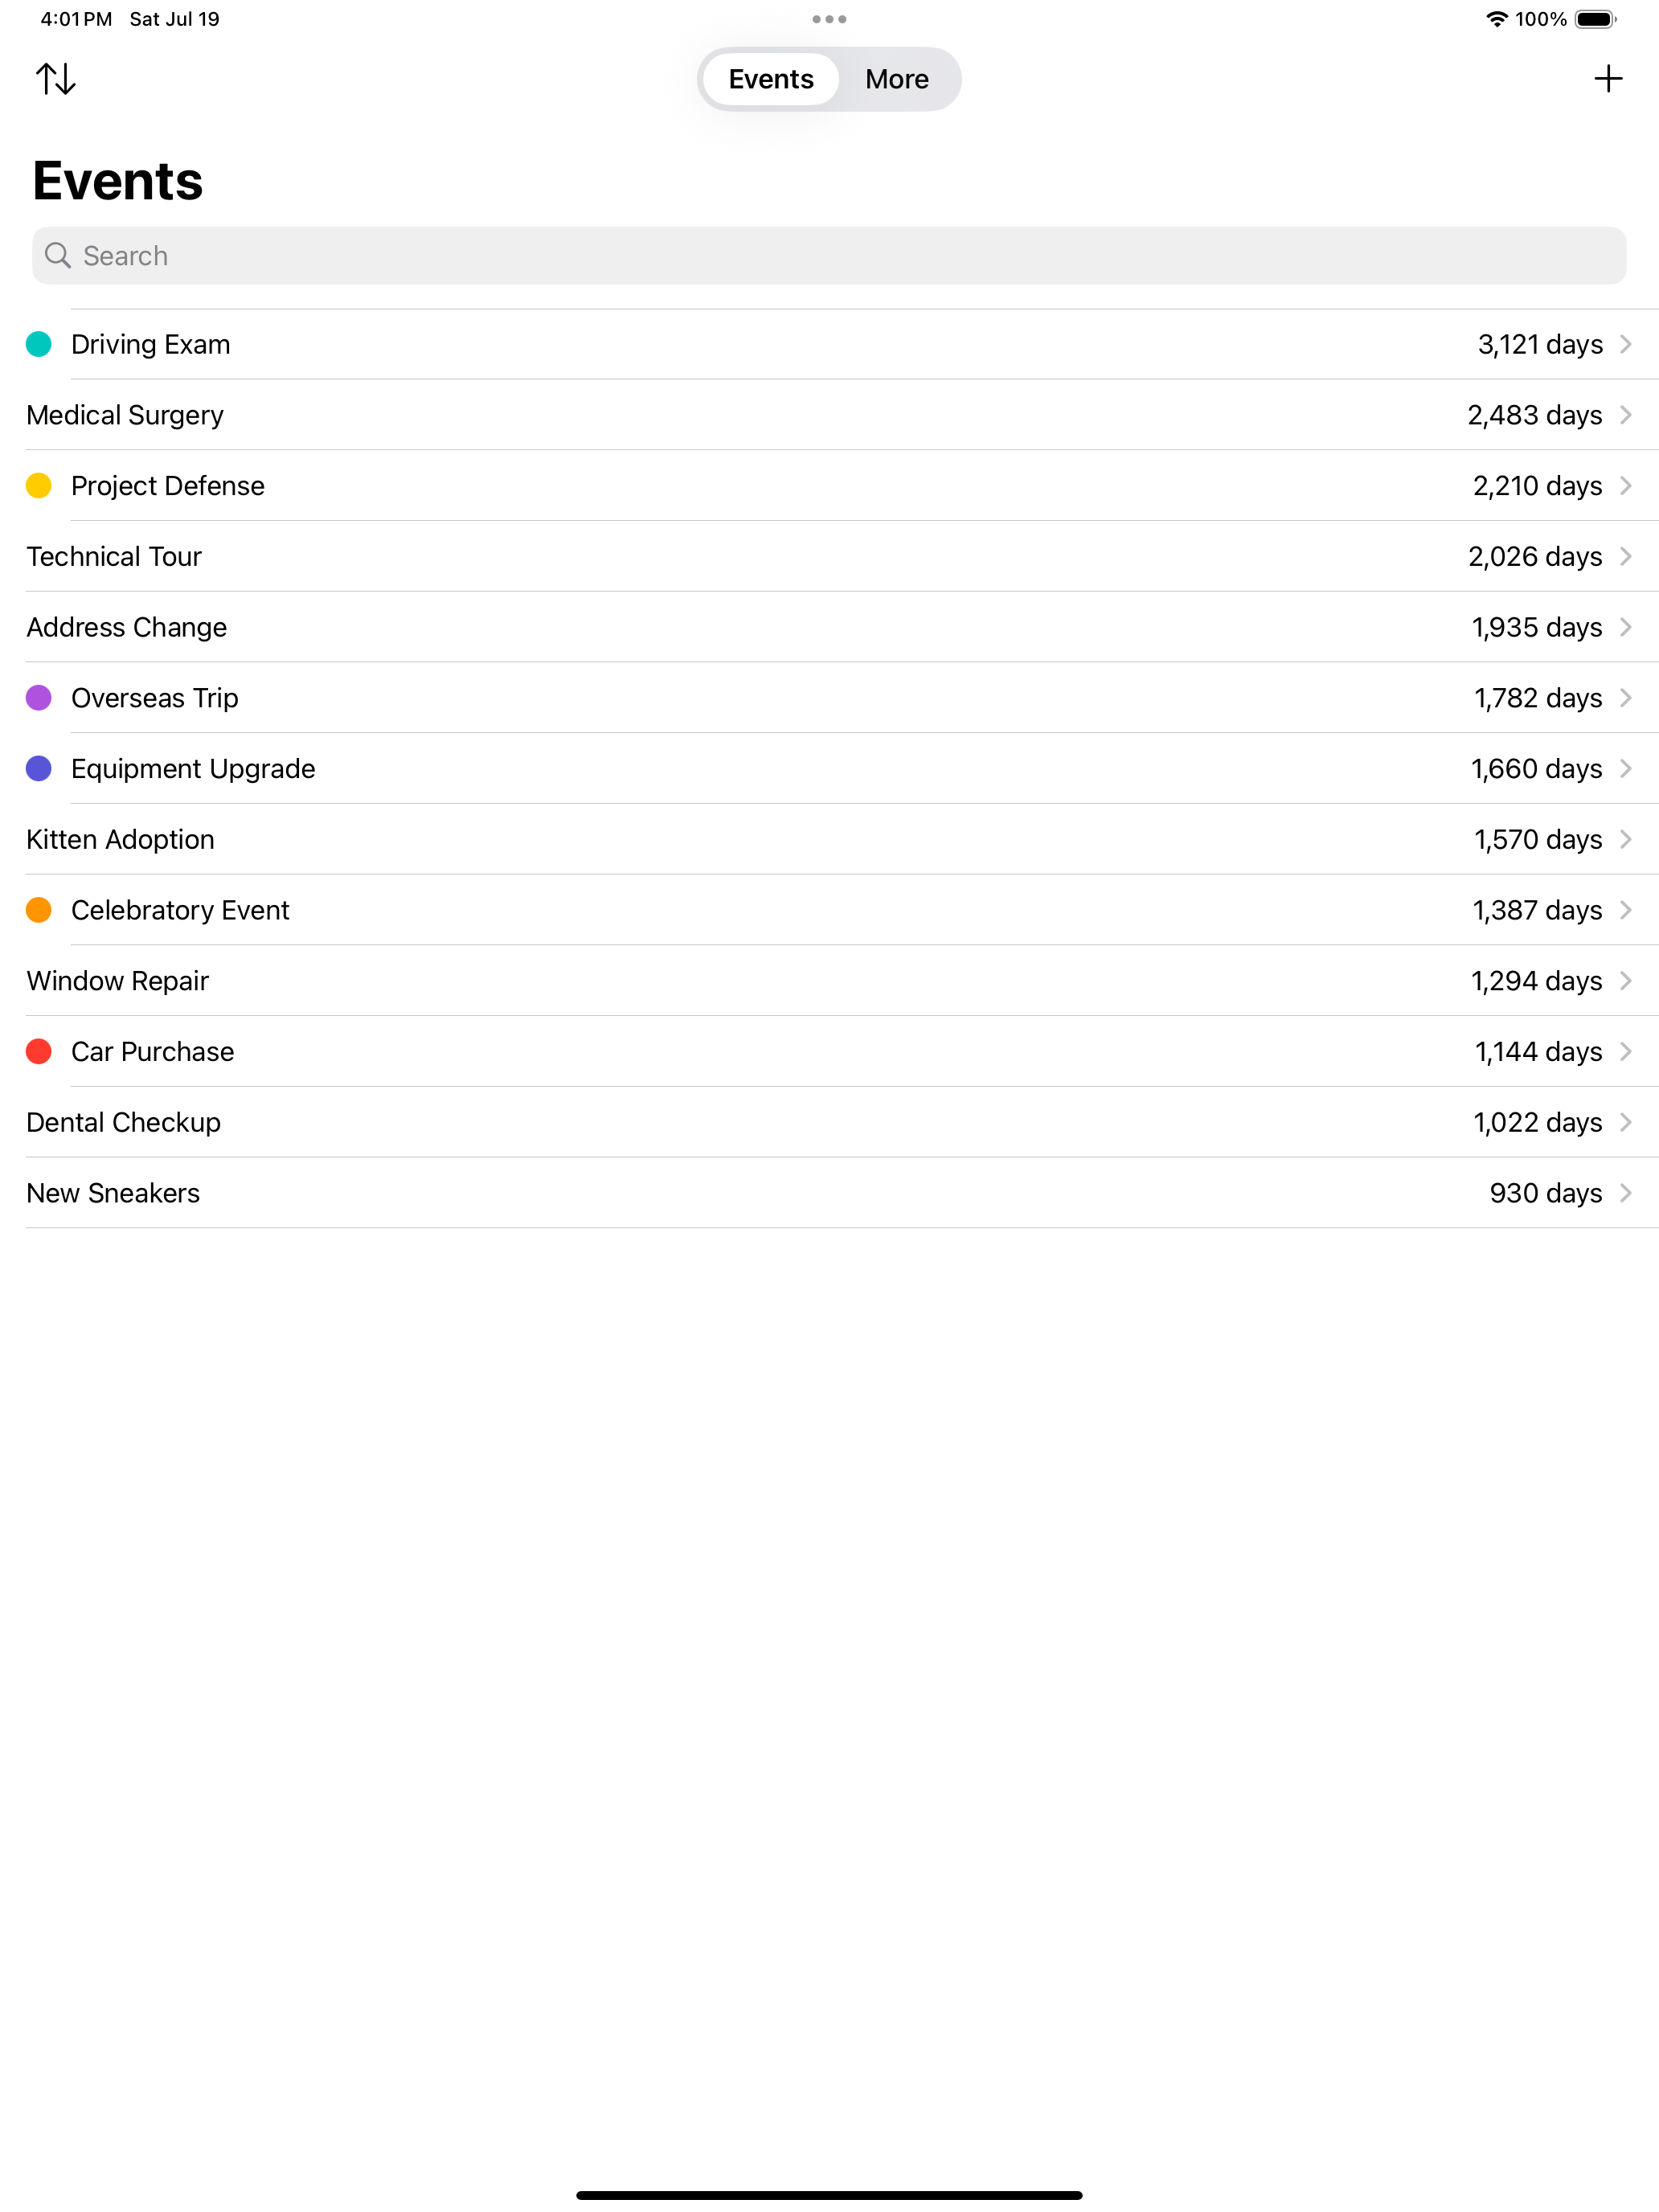 4:01 PM Sat Jul 19 100%
Events More
Events
Search
Driving Exam 3,121 days
Medical Surgery 2,483 days
Project Defense 2,210 days
Technical Tour 2,026 days
Address Change 1,935 days
Overseas Trip 1,782 days
Equipment Upgrade 1,660 days
Kitten Adoption 1,570 days
Celebratory Event 1,387 days
Window Repair 1,294 days
Car Purchase 1,144 days
Dental Checkup 1,022 days
New Sneakers 930 days